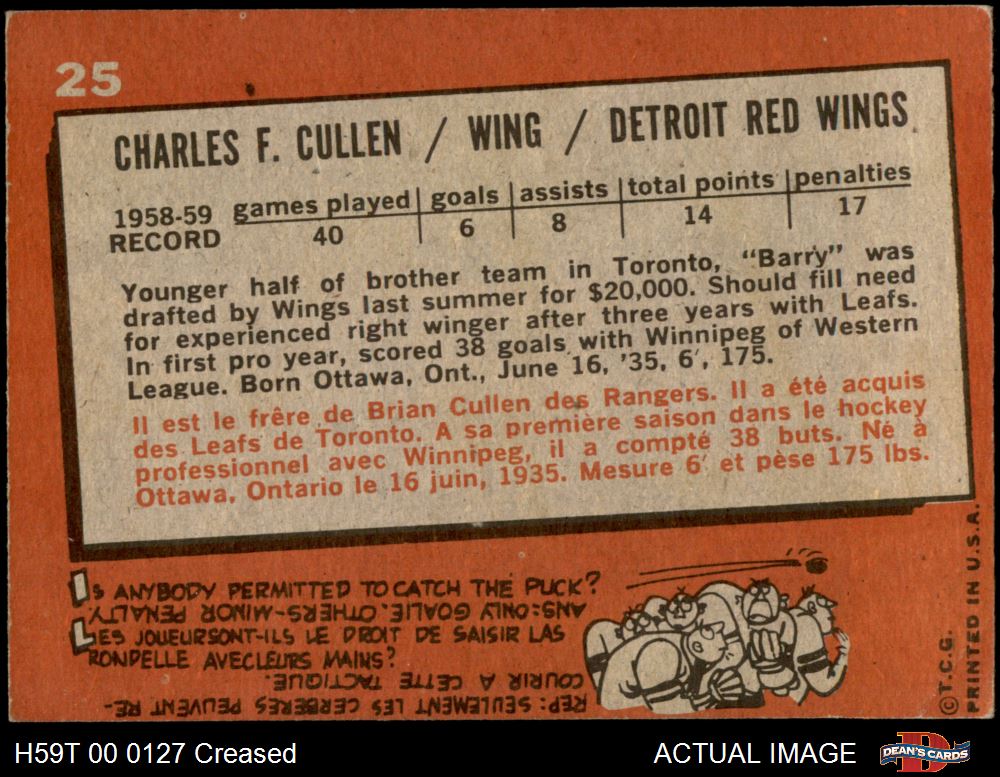 25
CHARLES F. CULLEN / WING / DETROIT RED WINGS
games played | goals | assists | total points | penalties
1958-59 RECORD 40 6 8 14 17
Younger half of brother team in Toronto, "Barry" was
drafted by Wings last summer for $20,000. Should fill need
for experienced right winger after three years with Leafs.
In first pro year, scored 38 goals with Winnipeg of Western
League. Born Ottawa, Ont., June 16, '35, 6', 175.
Il est le frêre de Brian Cullen des Rangers. Il a été acquis
des Leafs de Toronto. A sa première saison dans le hockey
professionnel avec Winnipeg, il a compté 38 buts. Né à
Ottawa, Ontario le 16 juin, 1935. Mesure 6' et pèse 175 lbs.
IS ANYBODY PERMITTED TO CATCH THE PUCK?
ANS: ONLY GOALIE. OTHERS-MINOR PENALTY.
LES JOUEURSONT-ILS LE DROIT DE SAISIR LAS
RONDELLE AVECLEURS MAINS?
REP: SEULEMENT LES CERBERES PEUVENT RE-
COURIR A CETTE TACTIQUE.
©T.C.G.
PRINTED IN U.S.A.
H59T 00 0127 Creased
ACTUAL IMAGE
DEAN'S CARDS